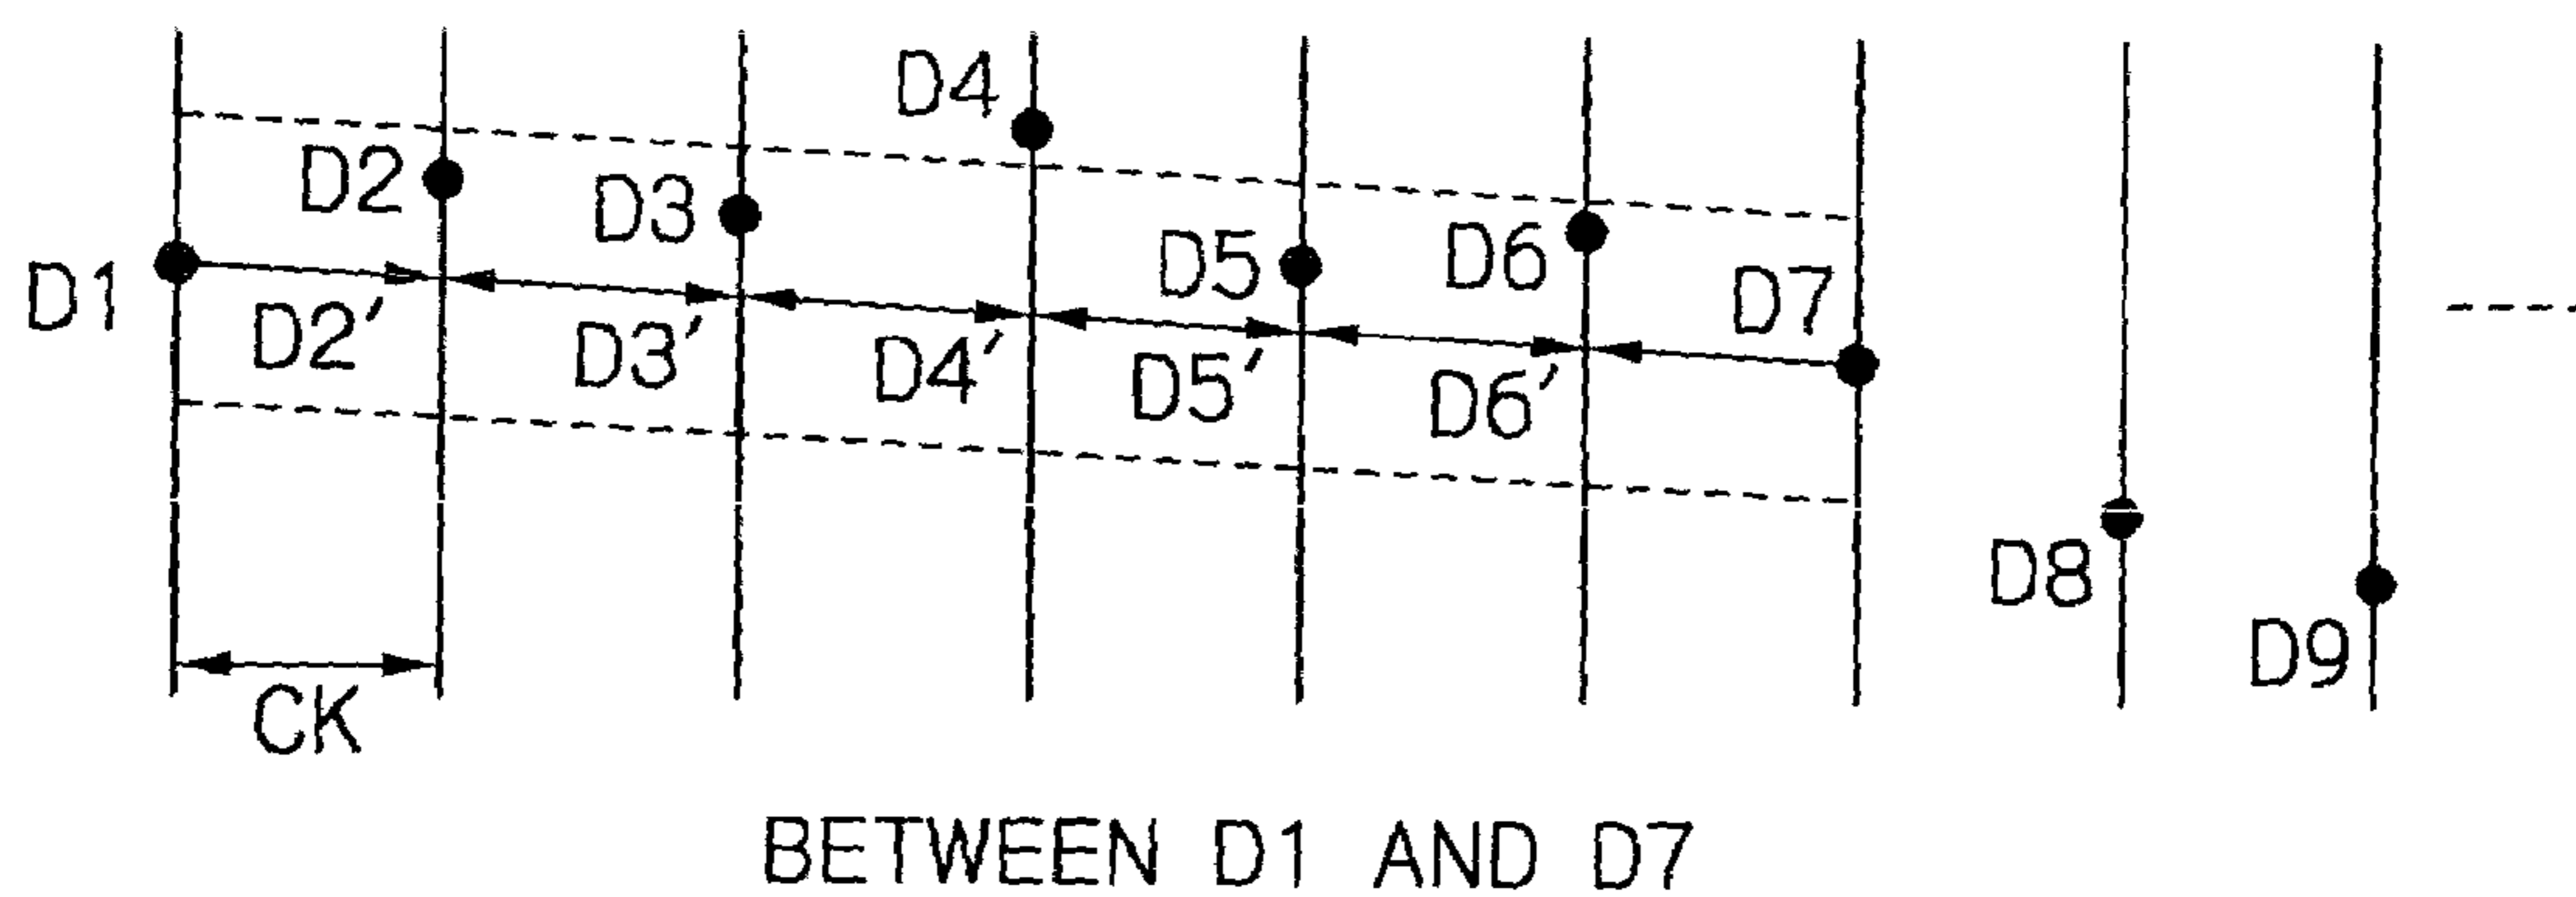 D1
D2
D3
D4
D5
D6
D7
D8
D9
D2′
D3′
D4′
D5′
D6′
CK
BETWEEN D1 AND D7